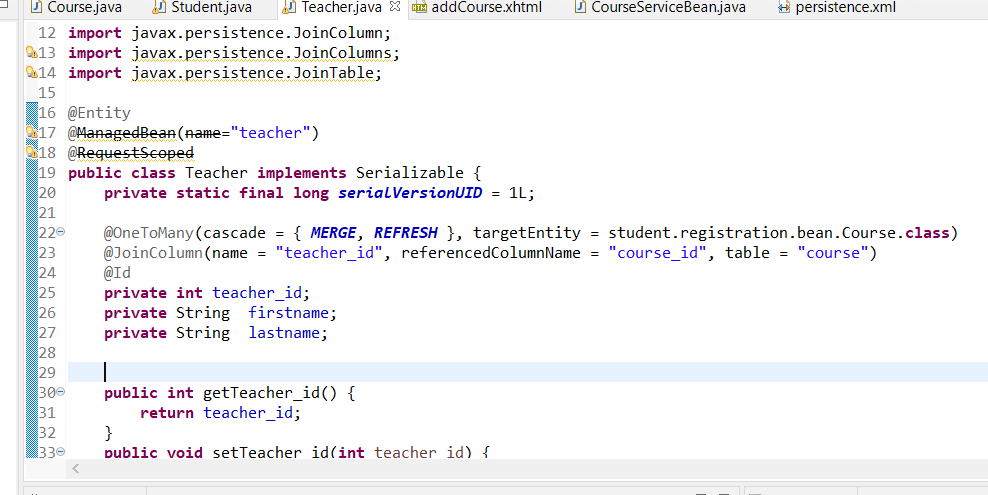 Course.java Student.java Teacher.java addCourse.xhtml CourseServiceBean.java persistence.xml
12 import javax.persistence.JoinColumn;
13 import javax.persistence.JoinColumns;
14 import javax.persistence.JoinTable;
15
16 @Entity
17 @ManagedBean(name="teacher")
18 @RequestScoped
19 public class Teacher implements Serializable {
20 private static final long serialVersionUID = 1L;
21
22 @OneToMany(cascade = { MERGE, REFRESH }, targetEntity = student.registration.bean.Course.class)
23 @JoinColumn(name = "teacher_id", referencedColumnName = "course_id", table = "course")
24 @Id
25 private int teacher_id;
26 private String  firstname;
27 private String  lastname;
28
29
30 public int getTeacher_id() {
31 return teacher_id;
32 }
33 public void setTeacher_id(int teacher_id) {